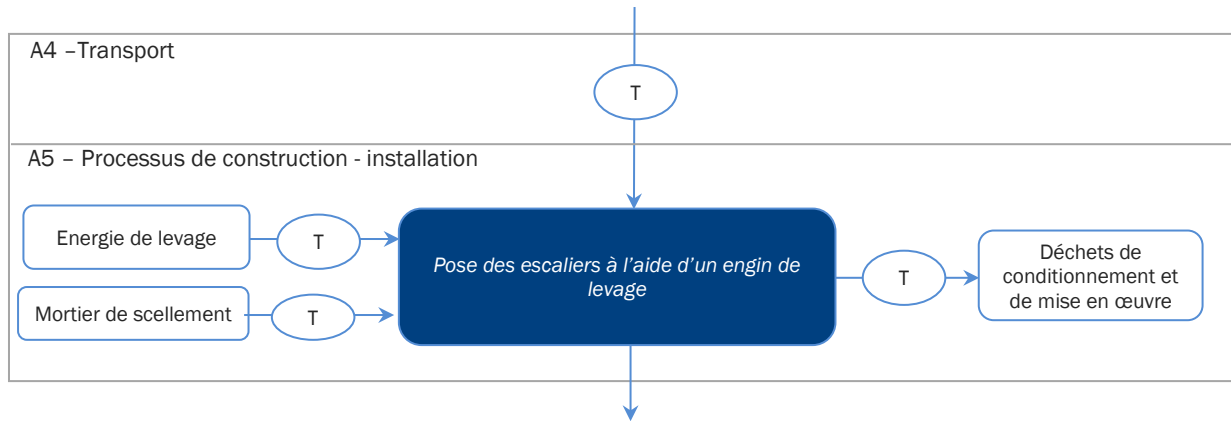 A4 –Transport
T
A5 – Processus de construction - installation
Energie de levage
T
Mortier de scellement
T
Pose des escaliers à l’aide d’un engin de
levage
T
Déchets de
conditionnement et
de mise en œuvre